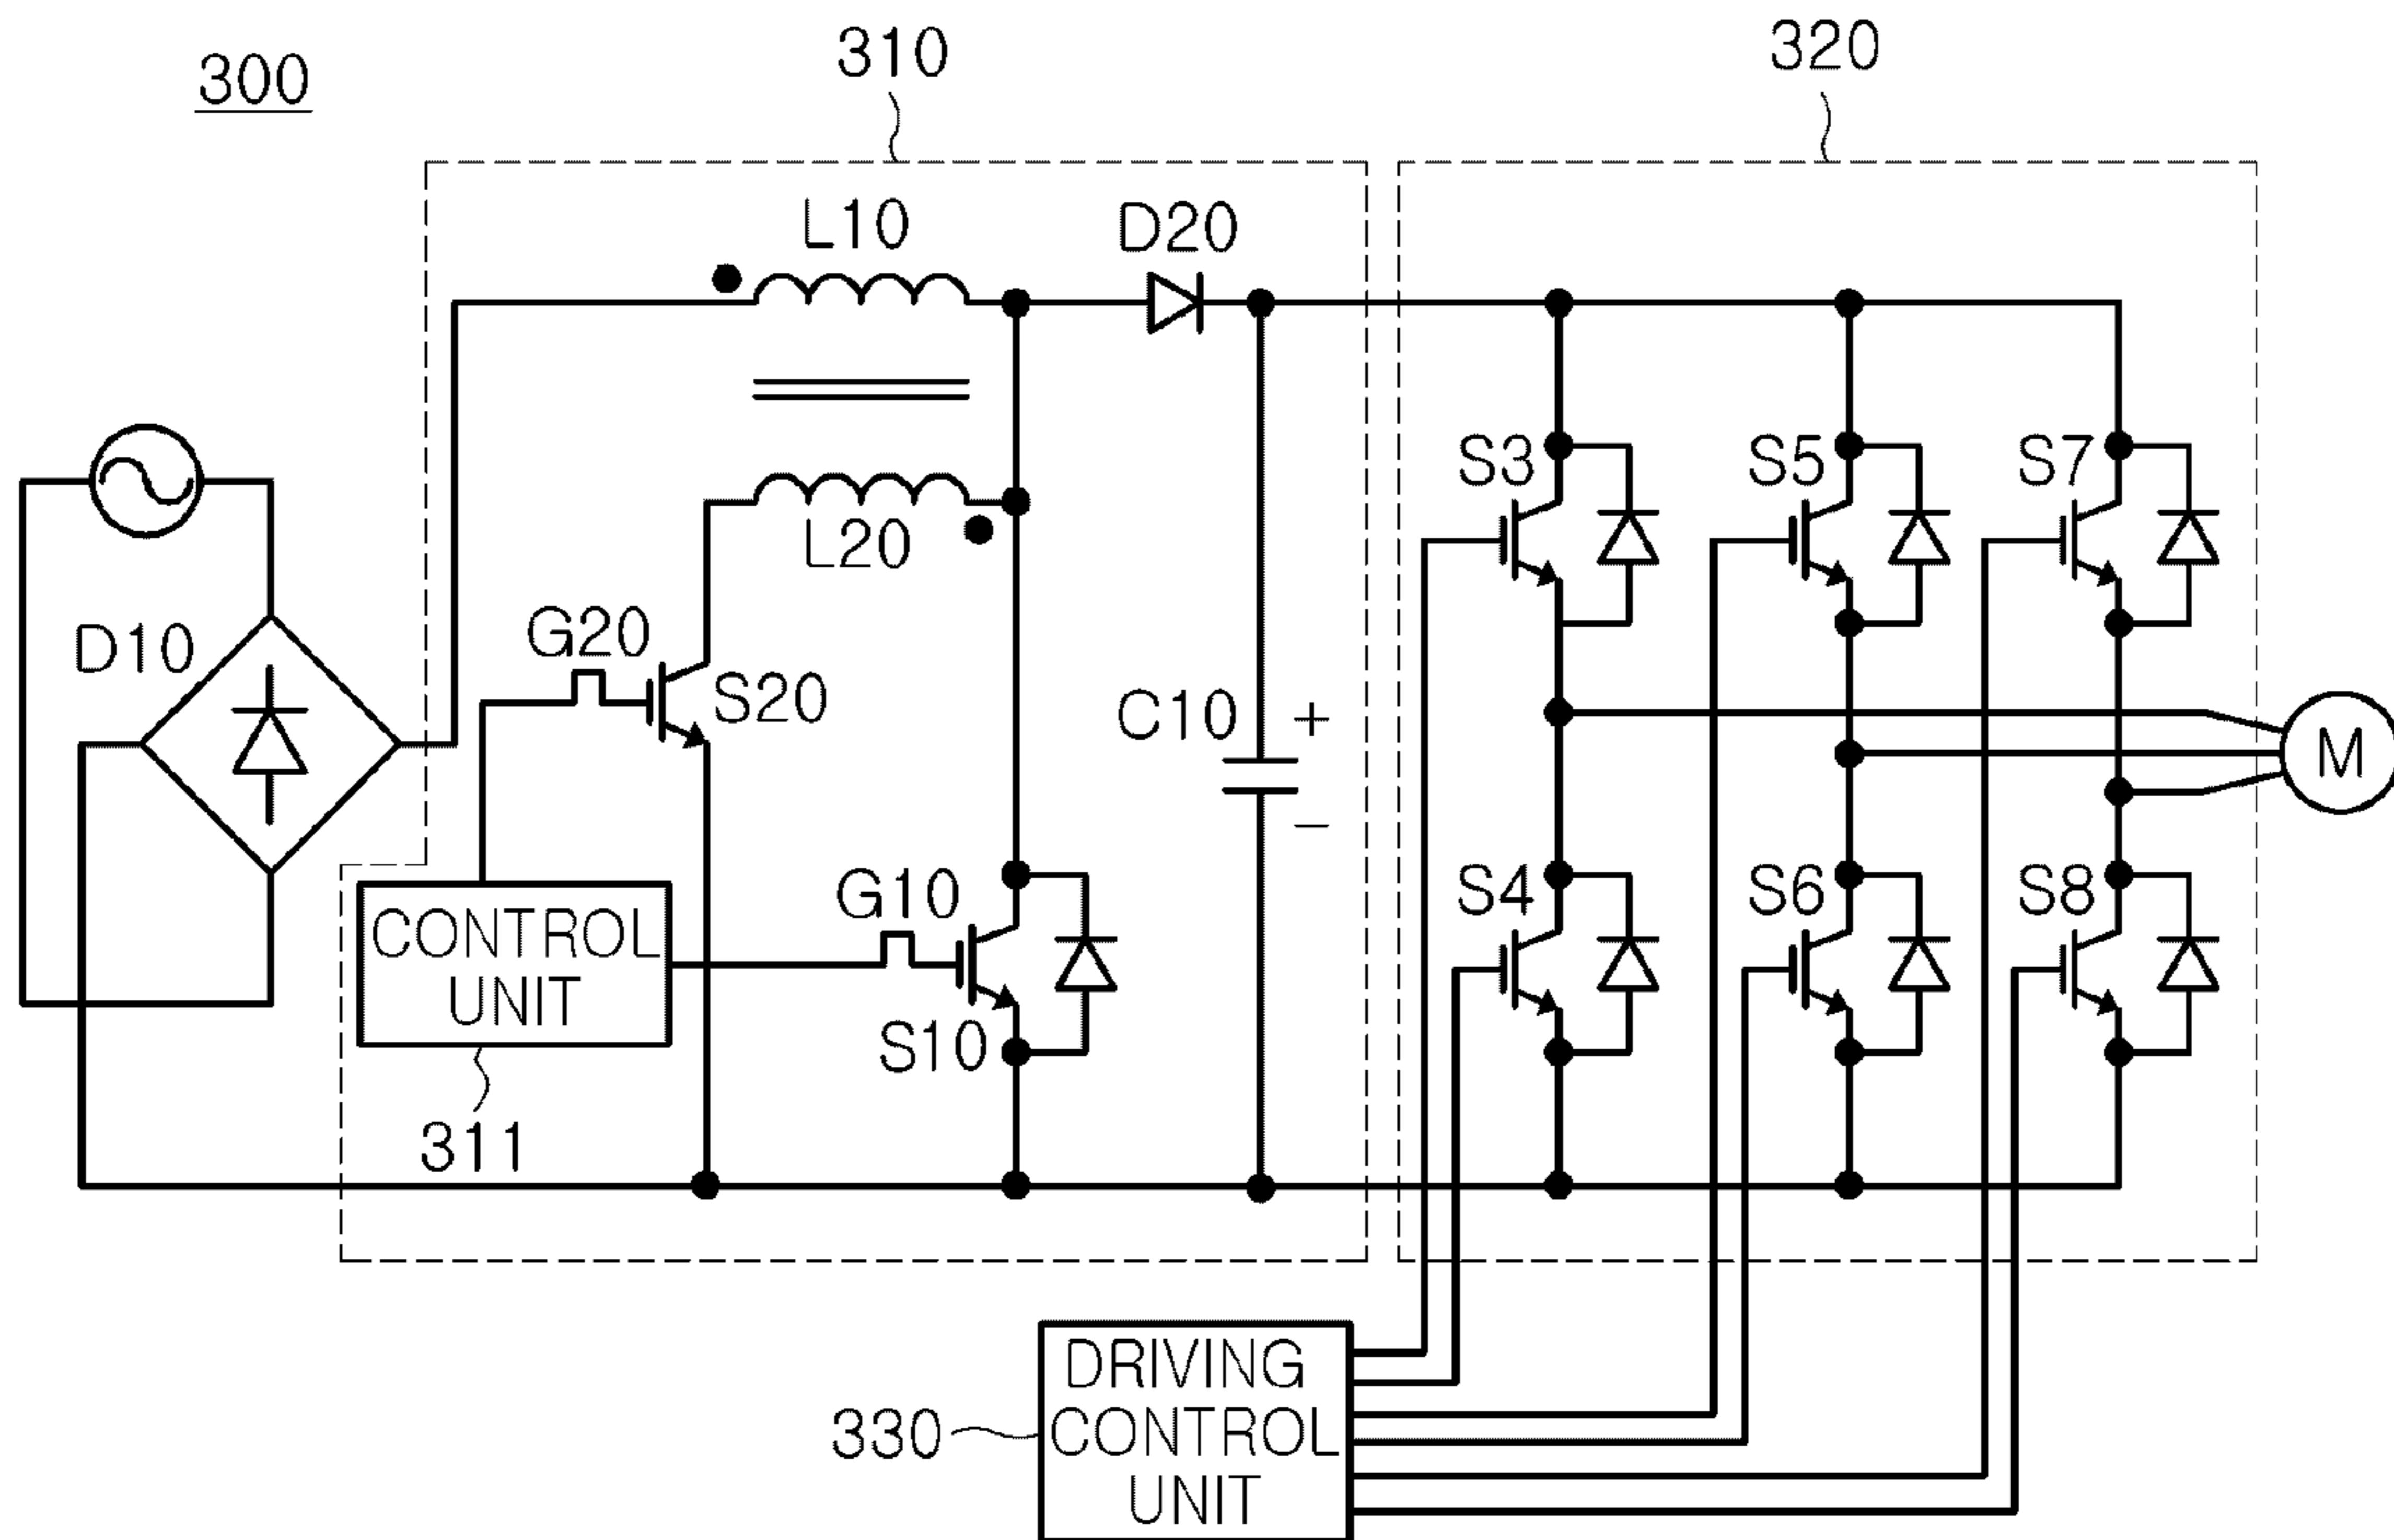 300
310
320
L10
D20
L20
S3
S5
S7
G20
D10
S20
C10
+
−
M
G10
S4
S6
S8
CONTROL
UNIT
S10
311
DRIVING
CONTROL
UNIT
330